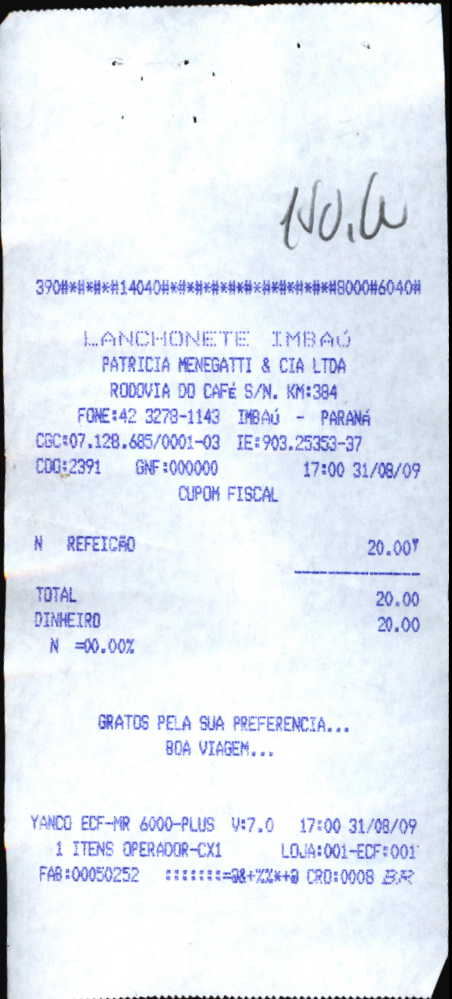 390#*#*#*#14040#*#*#*#*#*#*#*#*#*#*#8000#6040#
LANCHONETE IMBAÚ
PATRICIA MENEGATTI & CIA LTDA
RODOVIA DO CAFÉ S/N. KM:384
FONE:42 3278-1143 IMBAÚ - PARANÁ
CGC:07.128.685/0001-03 IE:903.25353-37
COO:2391 GNF:000000 17:00 31/08/09
CUPOM FISCAL
N REFEICÃO 20.00
TOTAL 20.00
DINHEIRO 20.00
N =00.00%
GRATOS PELA SUA PREFERENCIA...
BOA VIAGEM...
YANCO ECF-MR 6000-PLUS V:7.0 17:00 31/08/09
1 ITENS OPERADOR-CX1 LOJA:001-ECF:001
FAB:00050252 CRO:0008 BR